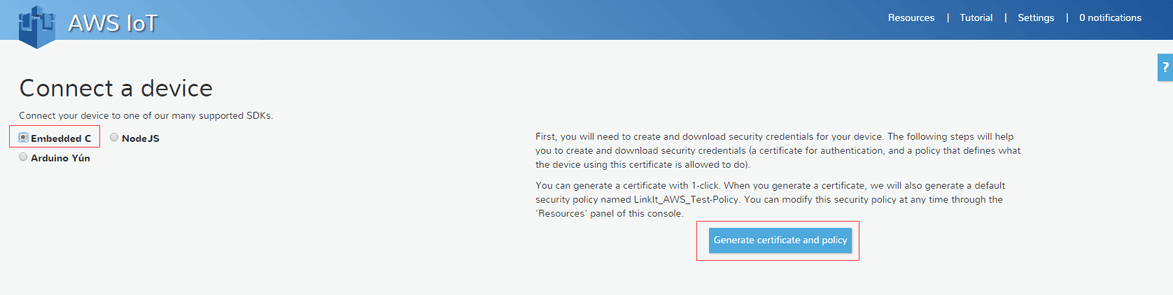 AWS IoT
Resources | Tutorial | Settings | 0 notifications
?
Connect a device
Connect your device to one of our many supported SDKs.
Embedded C NodeJS
Arduino Yún
First, you will need to create and download security credentials for your device. The following steps will help
you to create and download security credentials (a certificate for authentication, and a policy that defines what
the device using this certificate is allowed to do).
You can generate a certificate with 1-click. When you generate a certificate, we will also generate a default
security policy named LinkIt_AWS_Test-Policy. You can modify this security policy at any time through the
'Resources' panel of this console.
Generate certificate and policy